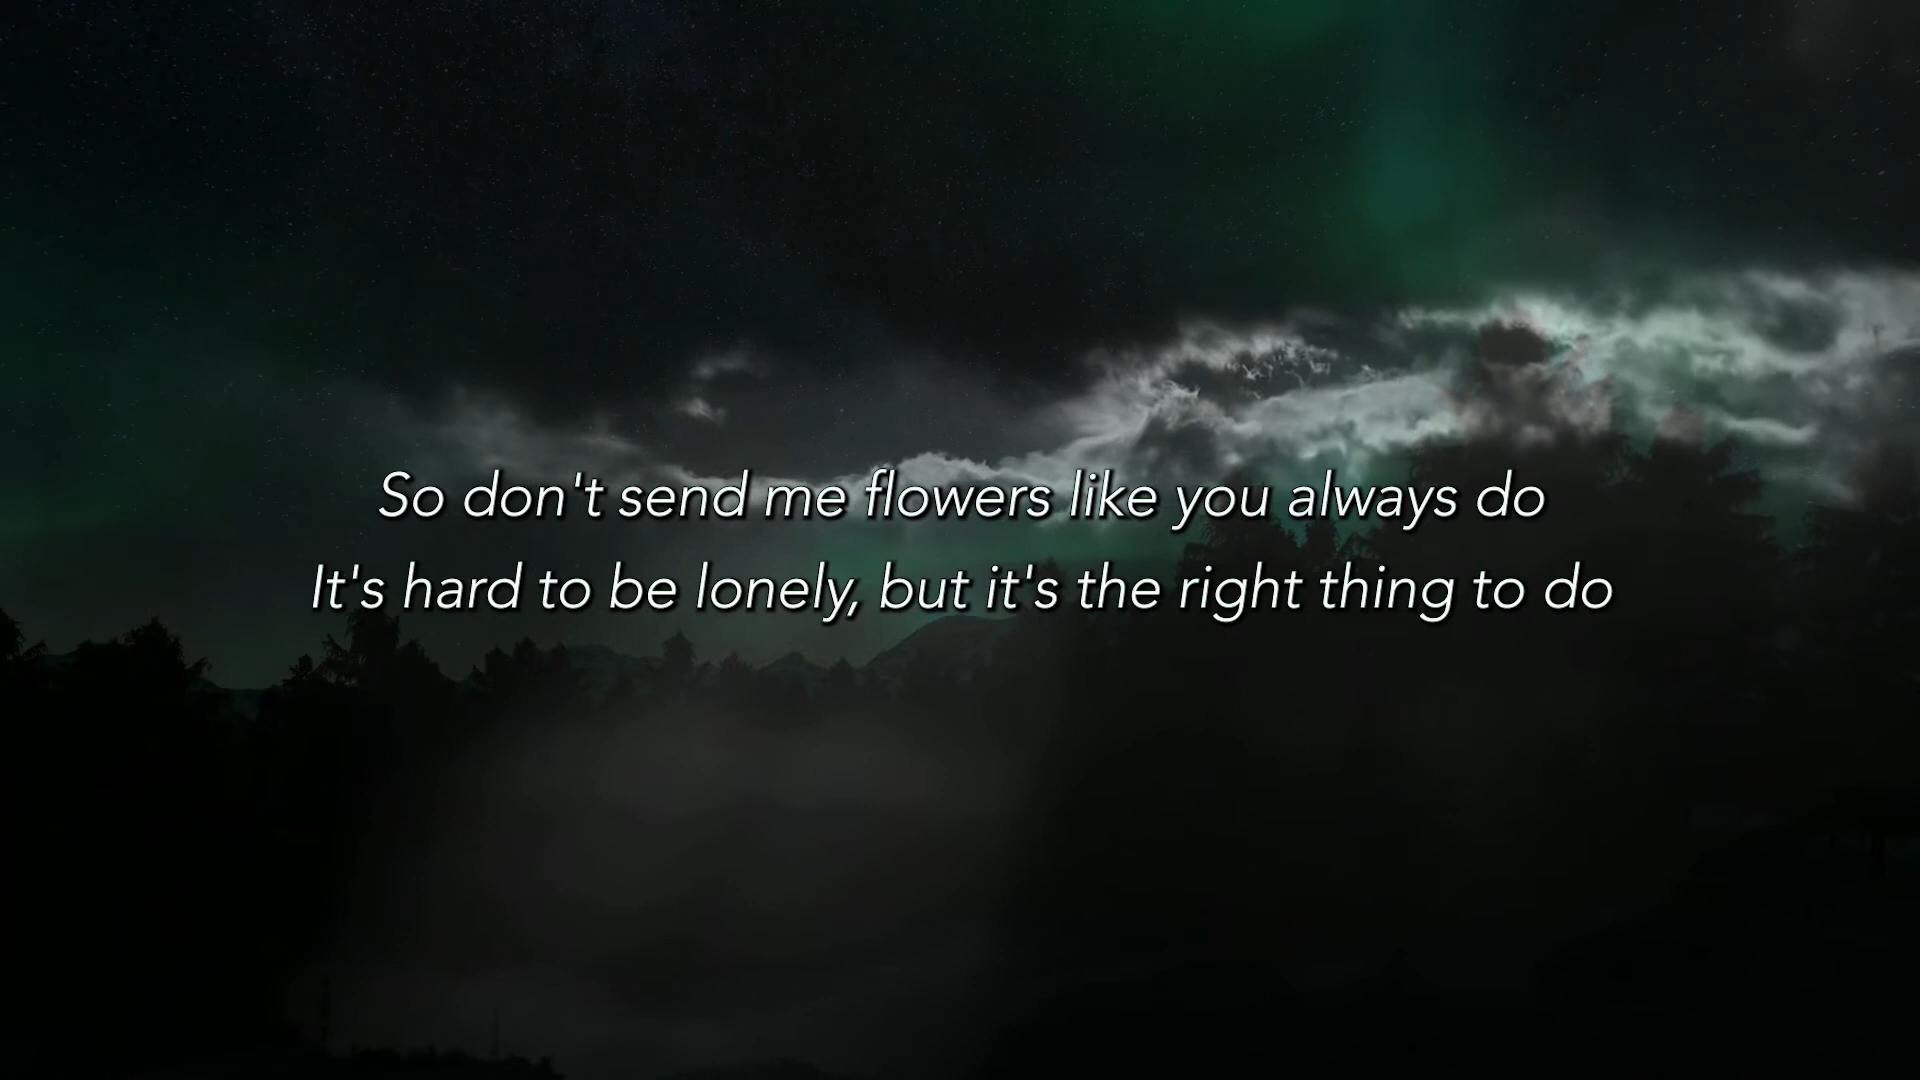 So don't send me flowers like you always do
It's hard to be lonely, but it's the right thing to do